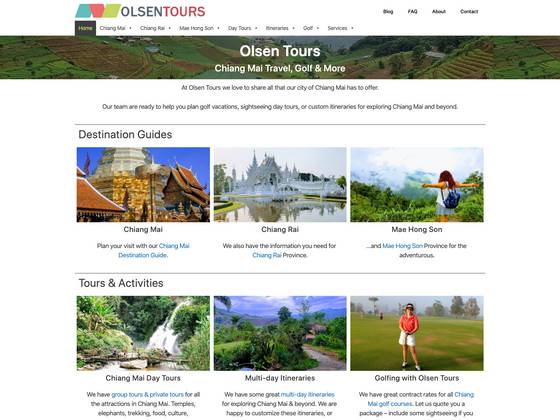 OLSENTOURS
Blog FAQ About Contact
Home Chiang Mai Chiang Rai Mae Hong Son Day Tours Itineraries Golf Services
Olsen Tours
Chiang Mai Travel, Golf & More
At Olsen Tours we love to share all that our city of Chiang Mai has to offer.
Our team are ready to help you plan golf vacations, sightseeing day tours, or custom itineraries for exploring Chiang Mai and beyond.
Destination Guides
Chiang Mai
Plan your visit with our Chiang Mai
Destination Guide.
Chiang Rai
We also have the information you need for
Chiang Rai Province.
Mae Hong Son
...and Mae Hong Son Province for the
adventurous.
Tours & Activities
Chiang Mai Day Tours
We have group tours & private tours for all
the attractions in Chiang Mai. Temples,
elephants, trekking, food, culture,
Multi-day Itineraries
We have some great multi-day itineraries
for exploring Chiang Mai & beyond. We are
happy to customize these itineraries, or
Golfing with Olsen Tours
We have great contract rates for all Chiang
Mai golf courses. Let us quote you a
package – include some sightseeing if you